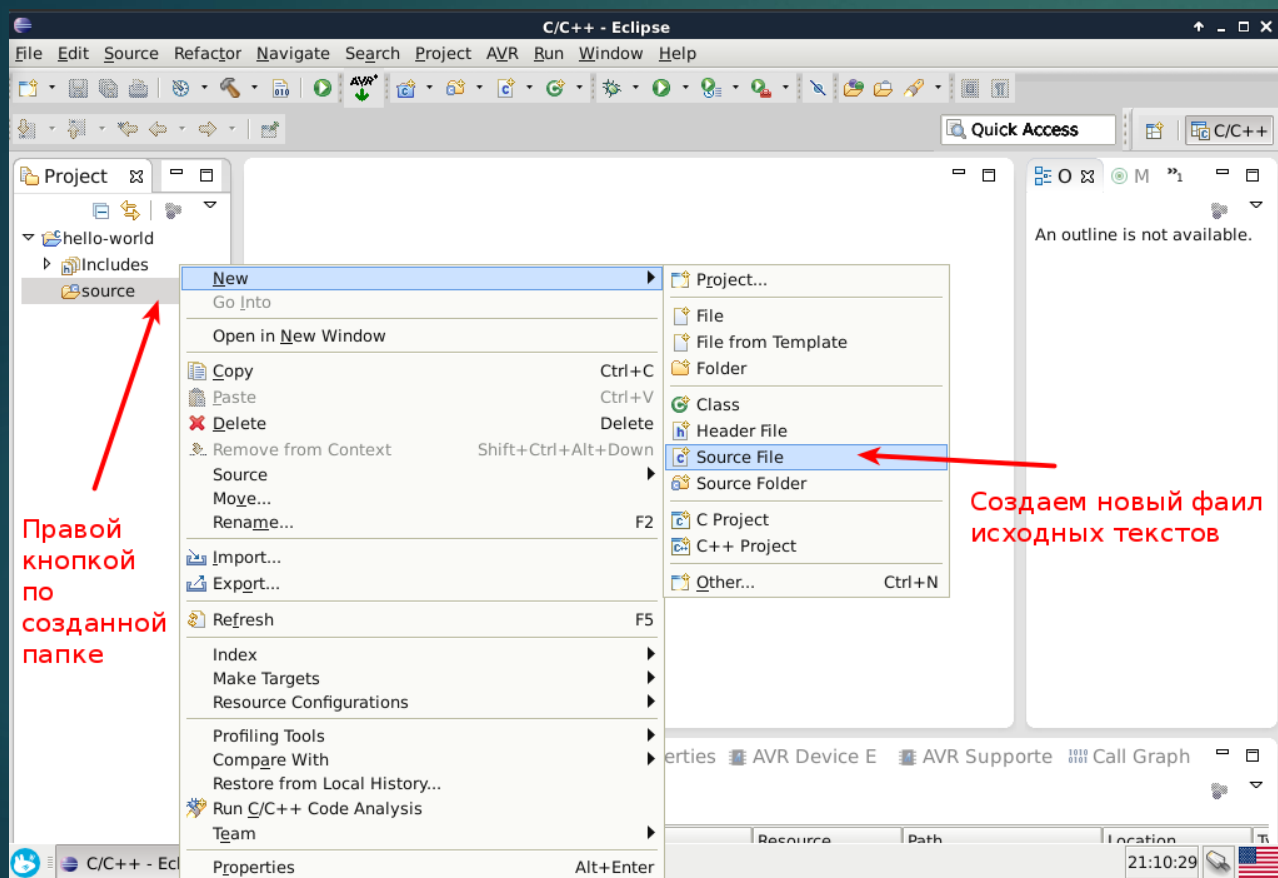 C/C++ - Eclipse
File Edit Source Refactor Navigate Search Project AVR Run Window Help
AVR*
Quick Access
C/C++
Project
O M »1
hello-world
Includes
source
An outline is not available.
New
Go Into
Open in New Window
Copy Ctrl+C
Paste Ctrl+V
Delete Delete
Remove from Context Shift+Ctrl+Alt+Down
Source
Move...
Rename... F2
Import...
Export...
Refresh F5
Index
Make Targets
Resource Configurations
Profiling Tools
Compare With
Restore from Local History...
Run C/C++ Code Analysis
Team
Properties Alt+Enter
Project...
File
File from Template
Folder
Class
Header File
Source File
Source Folder
C Project
C++ Project
Other... Ctrl+N
Правой
кнопкой
по
созданной
папке
Создаем новый фаил
исходных текстов
erties AVR Device E AVR Supporte Call Graph
Resource Path Location
C/C++ - Ecl
21:10:29